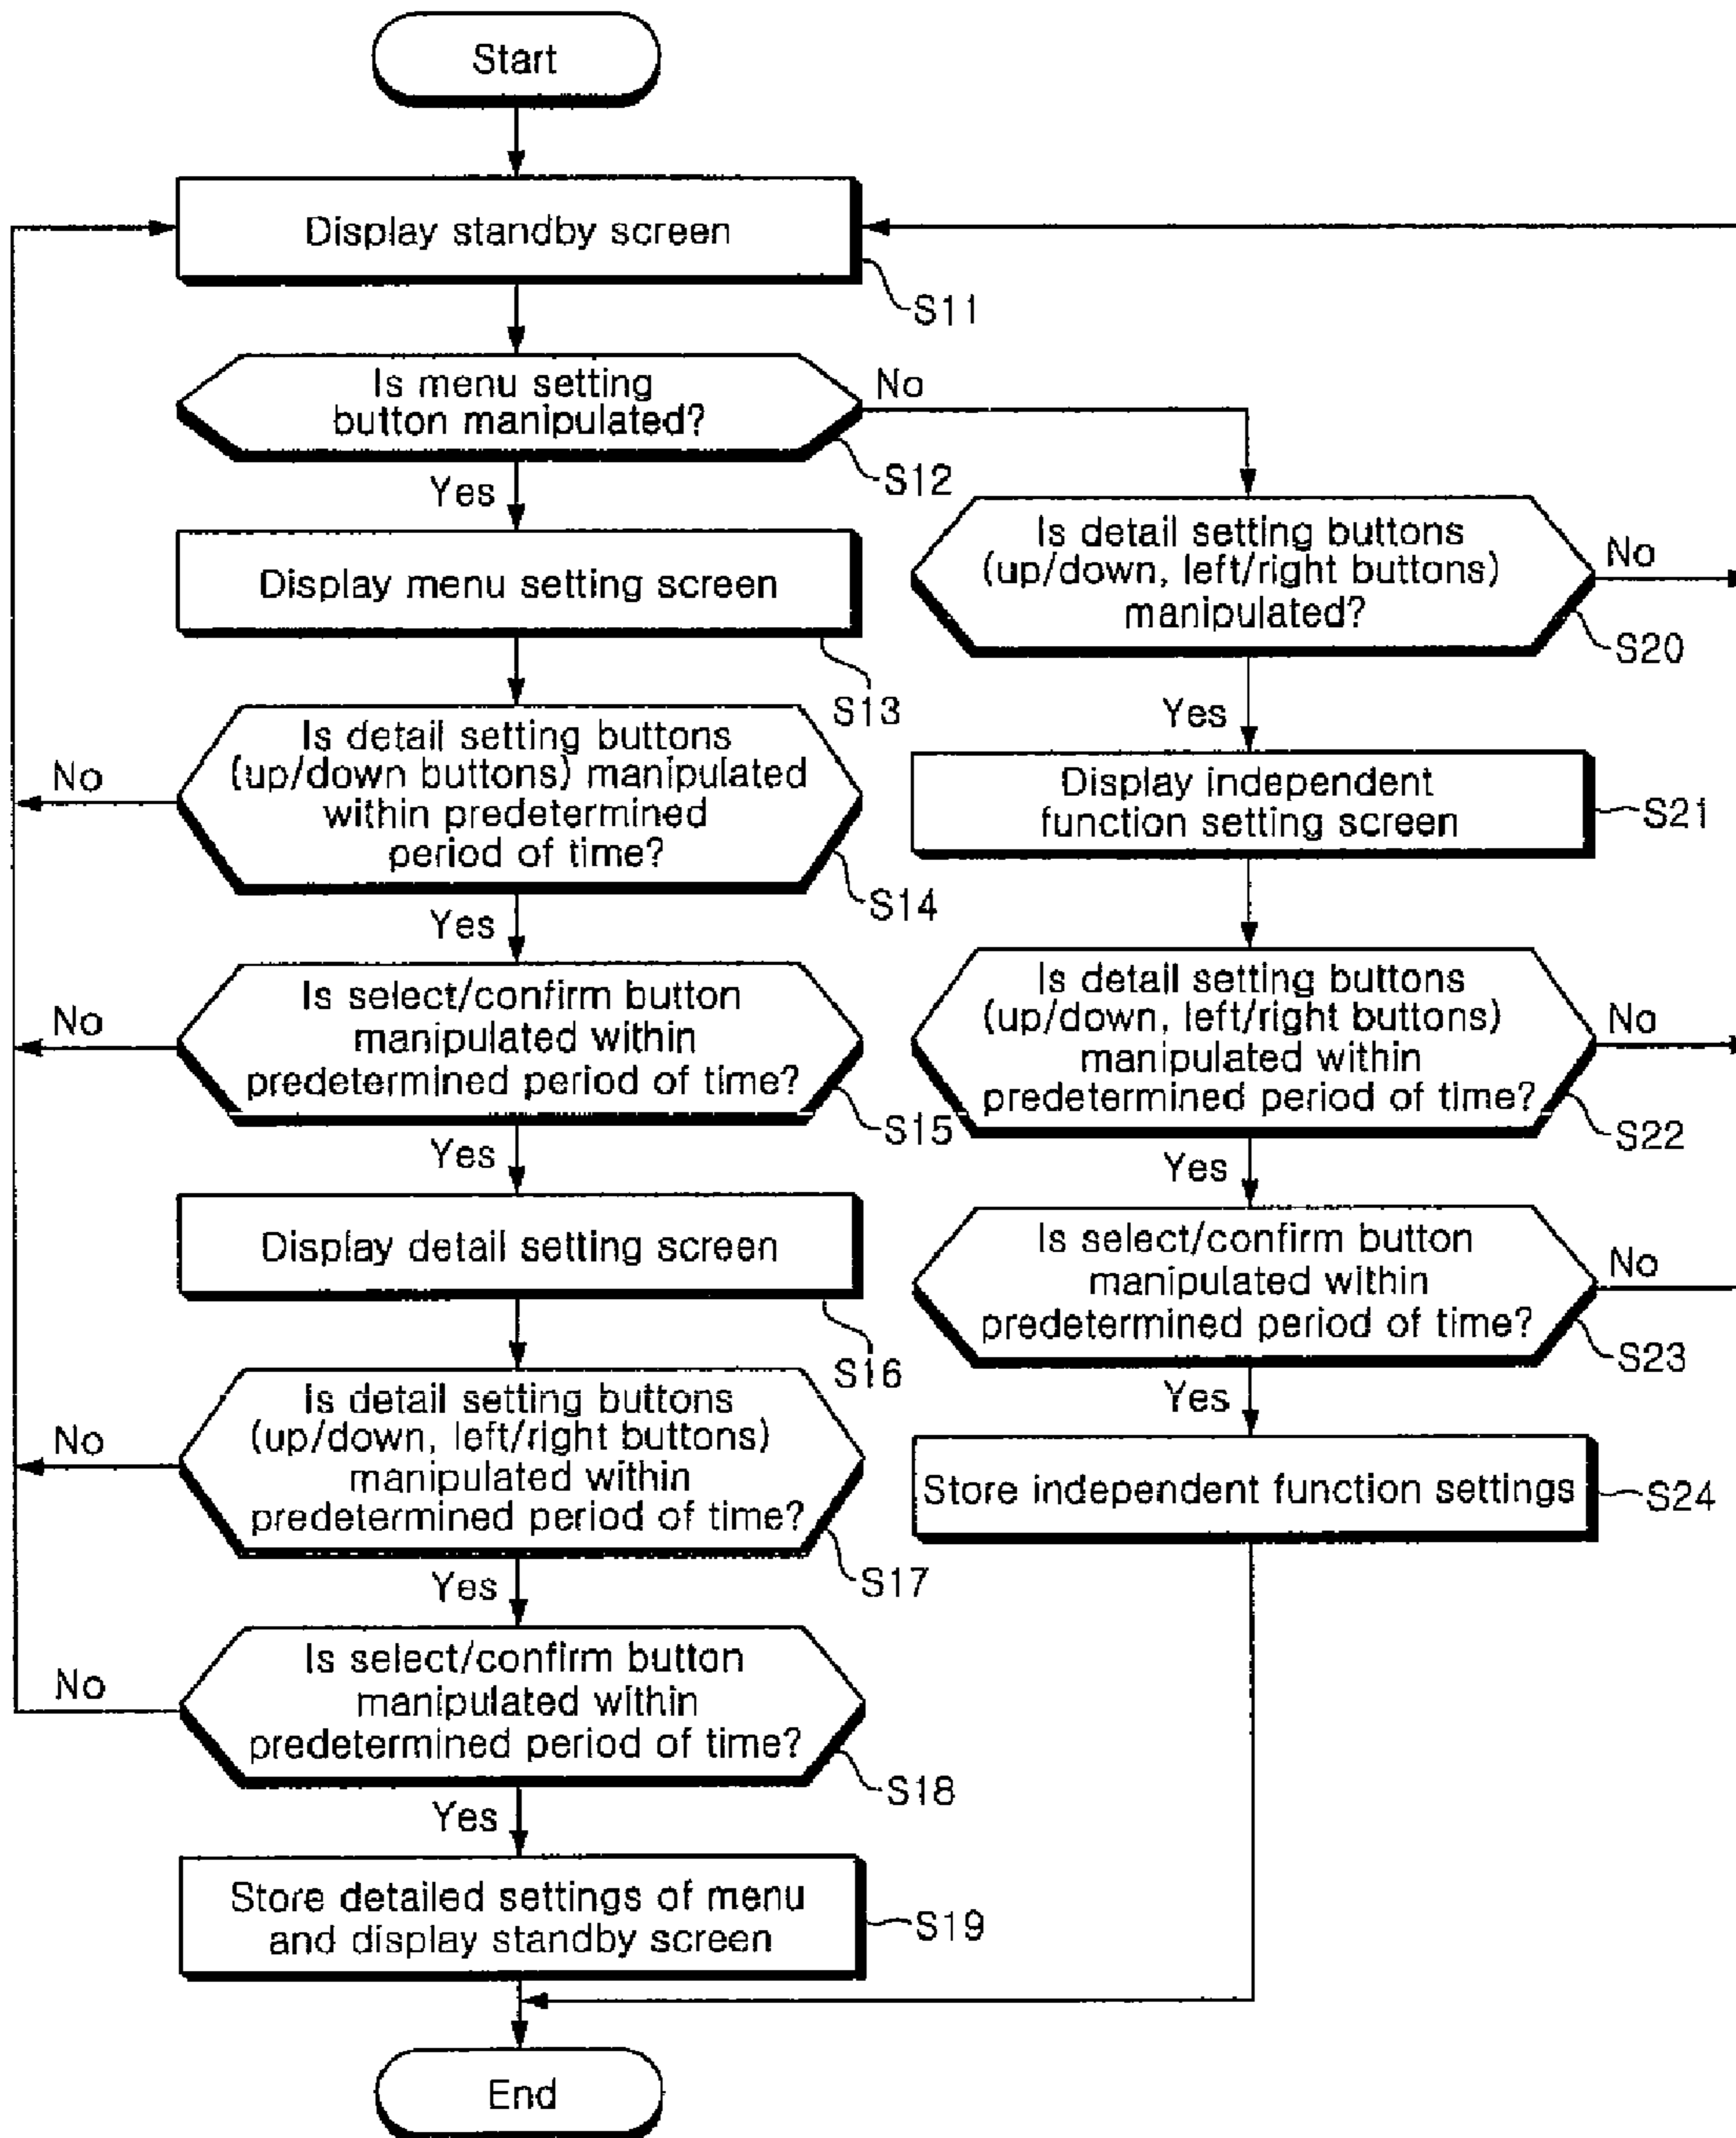 Start
Display standby screen
S11
Is menu setting
button manipulated?
No
S12
Yes
Display menu setting screen
S13
Is detail setting buttons
(up/down buttons) manipulated
within predetermined
period of time?
No
S14
Yes
Is select/confirm button
manipulated within
predetermined period of time?
No
S15
Yes
Display detail setting screen
S16
Is detail setting buttons
(up/down, left/right buttons)
manipulated within
predetermined period of time?
No
S17
Yes
Is select/confirm button
manipulated within
predetermined period of time?
No
S18
Yes
Store detailed settings of menu
and display standby screen
S19
End
Is detail setting buttons
(up/down, left/right buttons)
manipulated?
No
S20
Yes
Display independent
function setting screen
S21
Is detail setting buttons
(up/down, left/right buttons)
manipulated within
predetermined period of time?
No
S22
Yes
Is select/confirm button
manipulated within
predetermined period of time?
No
S23
Yes
Store independent function settings
S24